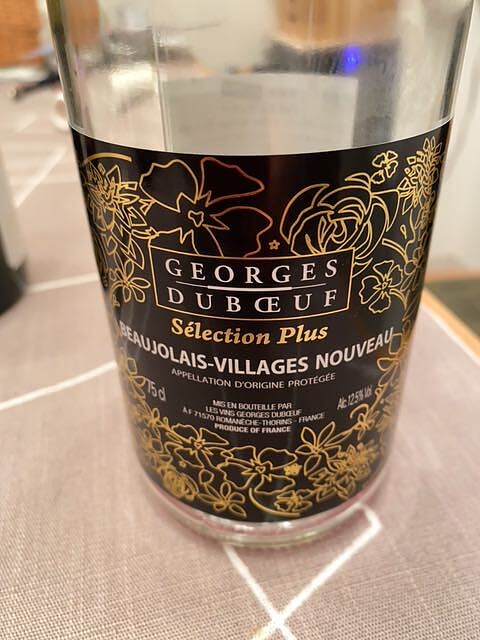 GEORGES
DUBŒUF
Sélection Plus
BEAUJOLAIS-VILLAGES NOUVEAU
APPELLATION D'ORIGINE PROTÉGÉE
75 cl
Alc.12.5% Vol.
MIS EN BOUTEILLE PAR
LES VINS GEORGES DUBŒUF
À F 71570 ROMANÈCHE-THORINS - FRANCE
PRODUCE OF FRANCE